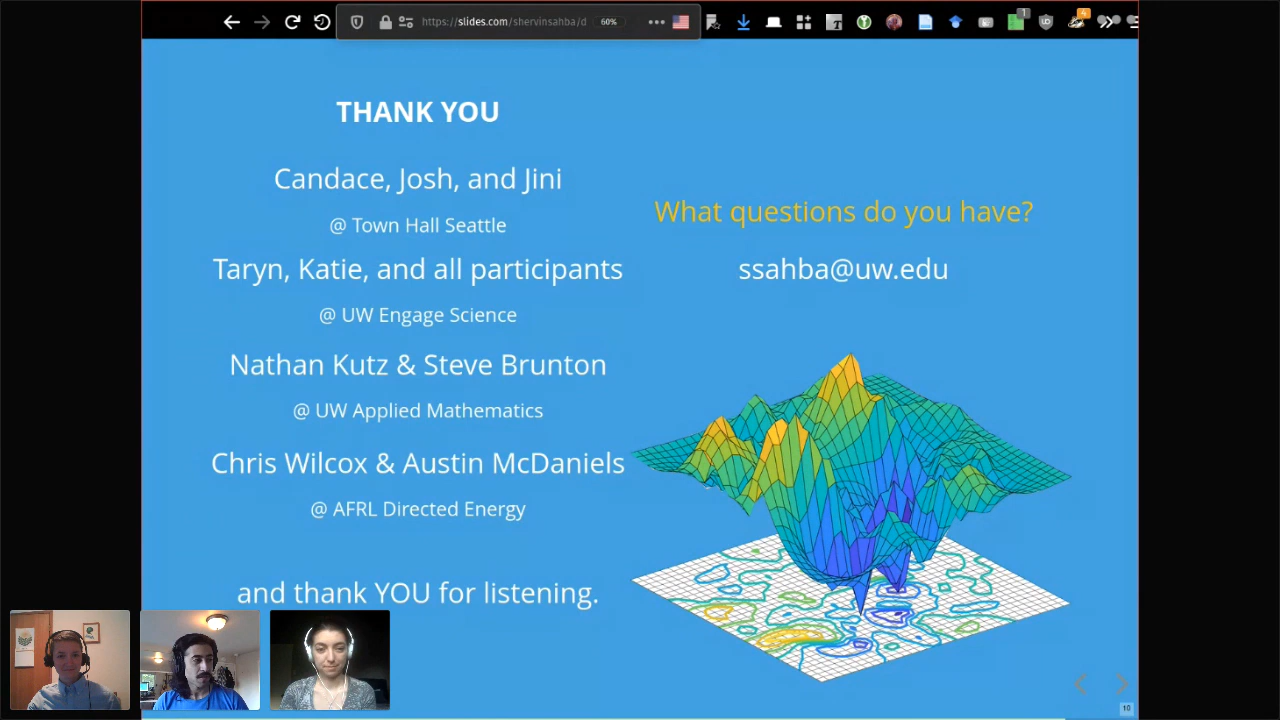 https://slides.com/shervinsahba/d
60%
1
4
THANK YOU
Candace, Josh, and Jini
@ Town Hall Seattle
Taryn, Katie, and all participants
@ UW Engage Science
Nathan Kutz & Steve Brunton
@ UW Applied Mathematics
Chris Wilcox & Austin McDaniels
@ AFRL Directed Energy
and thank YOU for listening.
What questions do you have?
ssahba@uw.edu
10